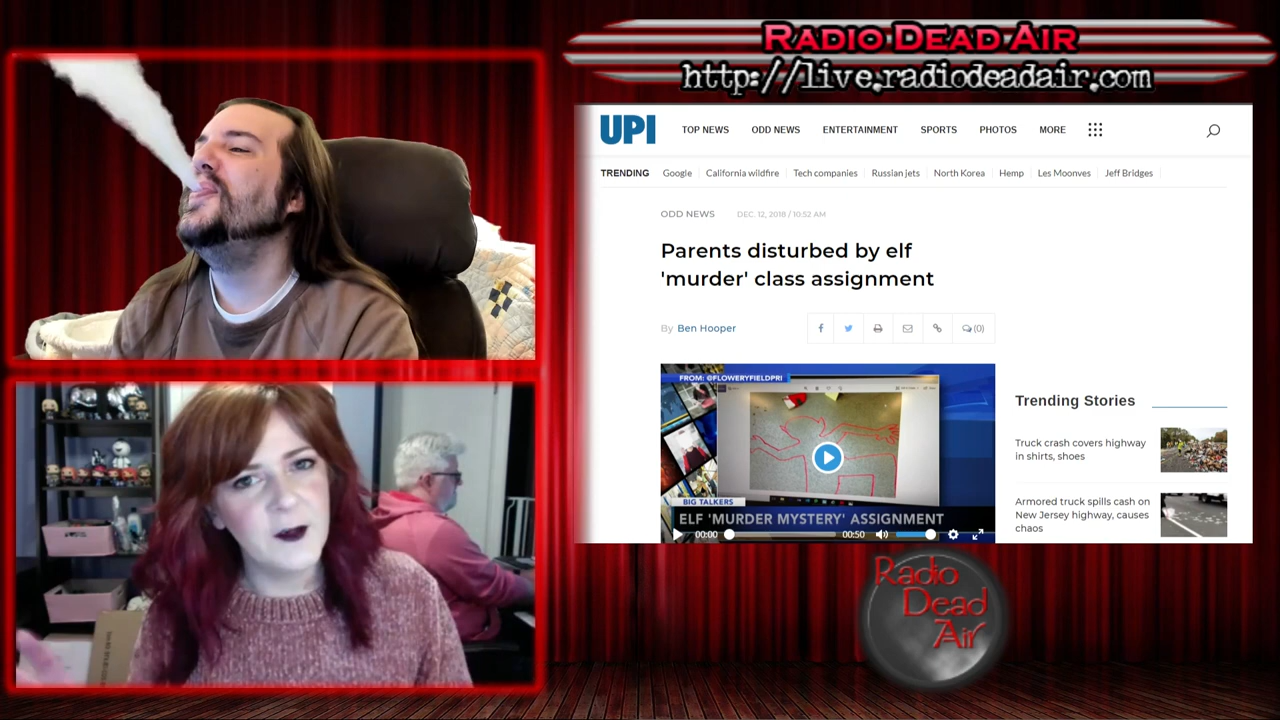 RADIO DEAD AIR
http://live.radiodeadair.com
UPI
TOP NEWS ODD NEWS ENTERTAINMENT SPORTS PHOTOS MORE
TRENDING Google California wildfire Tech companies Russian jets North Korea Hemp Les Moonves Jeff Bridges
ODD NEWS DEC. 12, 2018 / 10:52 AM
Parents disturbed by elf
'murder' class assignment
By Ben Hooper
(0)
FROM: @FLOWERYFIELDPRI
BIG TALKERS
ELF 'MURDER MYSTERY' ASSIGNMENT
00:00 00:50
Trending Stories
Truck crash covers highway
in shirts, shoes
Armored truck spills cash on
New Jersey highway, causes
chaos
Radio
Dead
Air